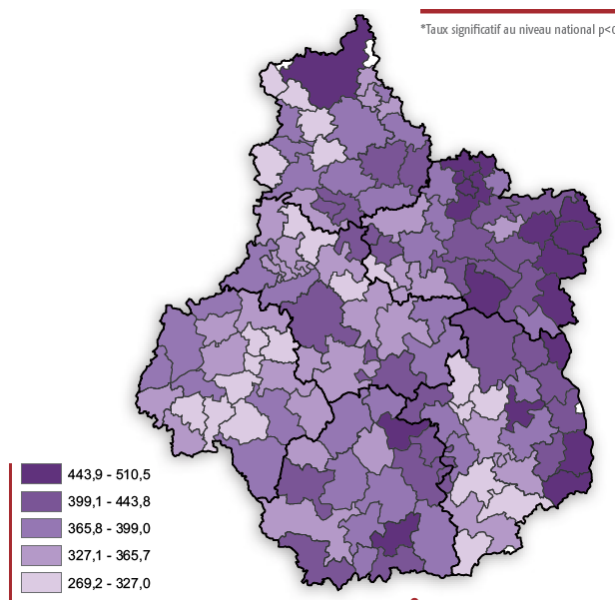 *Taux significatif au niveau national p<0
443,9 - 510,5
399,1 - 443,8
365,8 - 399,0
327,1 - 365,7
269,2 - 327,0